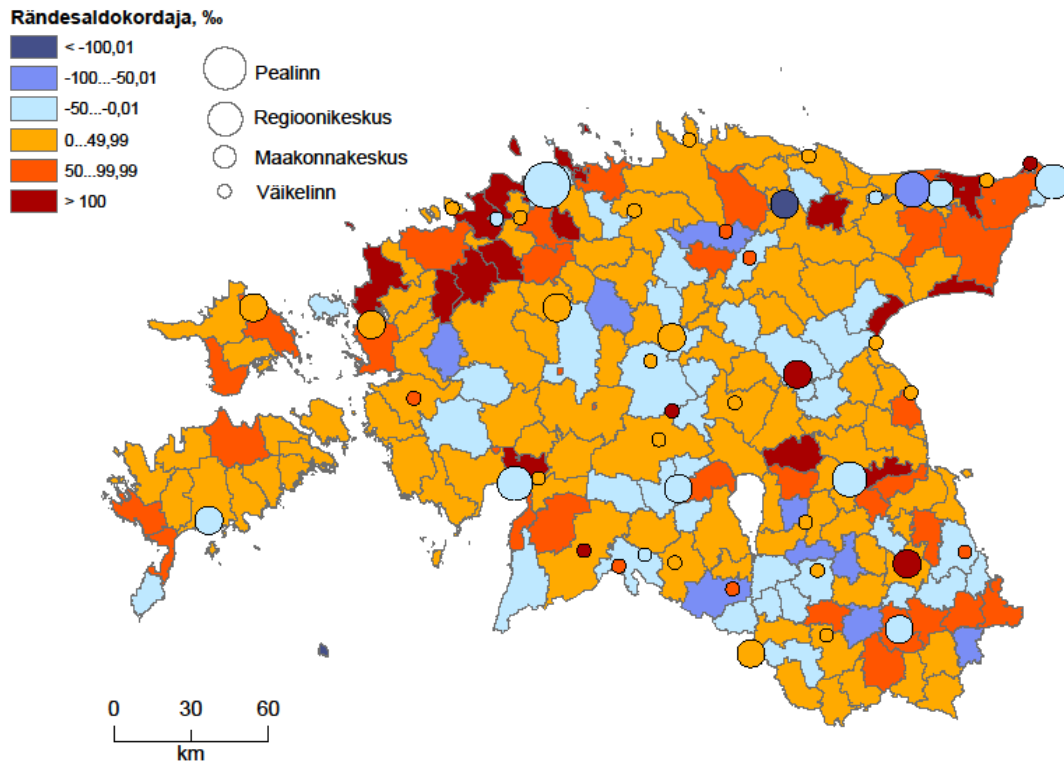 Rändesaldokordaja, ‰
< -100,01
-100...-50,01
-50...-0,01
0...49,99
50...99,99
> 100
Pealinn
Regioonikeskus
Maakonnakeskus
Väikelinn
0 30 60
km